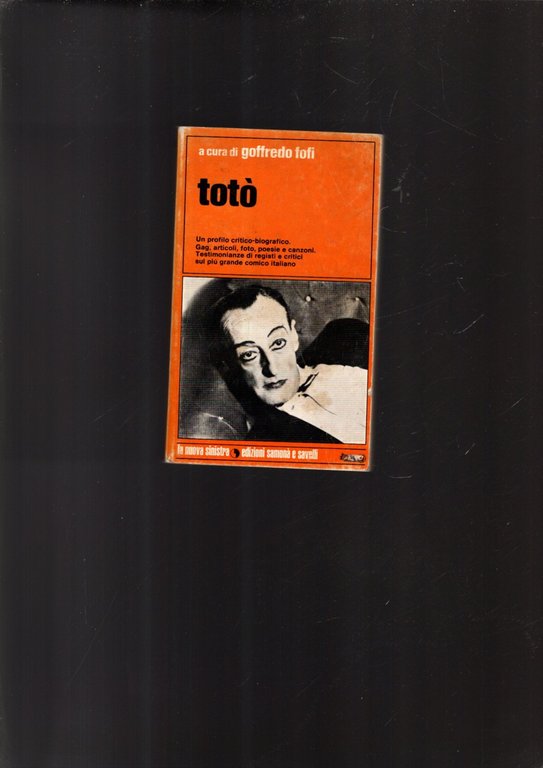 a cura di goffredo fofi
totò
Un profilo critico-biografico.
Gag, articoli, foto, poesie e canzoni.
Testimonianze di registi e critici
sul più grande comico italiano
la nuova sinistra edizioni samonà e savelli